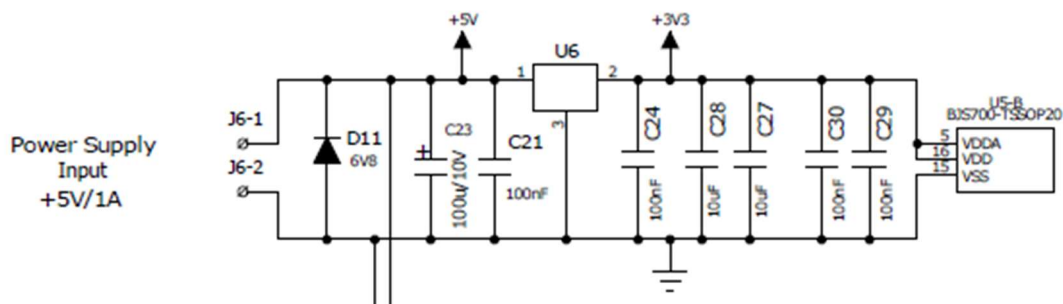 Power Supply
Input
+5V/1A
J6-1
J6-2
D11
6V8
+5V
C23
100u/10V
C21
100nF
U6
1
2
3
+3V3
C24
100nF
C28
10uF
C27
10uF
C30
100nF
C29
100nF
U5-B
BJS700-TSSOP20
5
VDDA
16
VDD
15
VSS